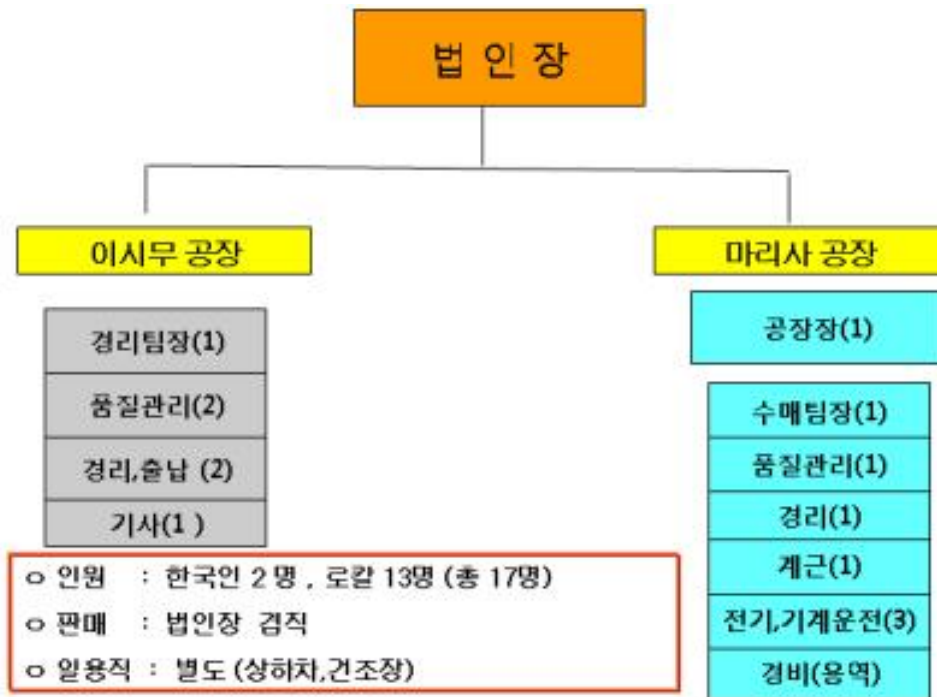 법 인 장
이시무 공장
마리사 공장
경리팀장(1)
품질관리(2)
경리,출납 (2)
기사(1 )
공장장(1)
수매팀장(1)
품질관리(1)
경리(1)
계근(1)
전기,기계운전(3)
경비(용역)
ㅇ 인원 : 한국인 2 명 , 로칼 13명 (총 17명)
ㅇ 판매 : 법인장 겸직
ㅇ 일용직 : 별도 (상하차,건조장)